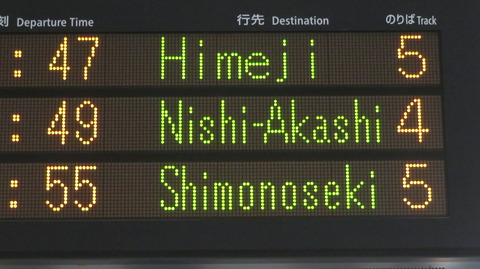 刻 Departure Time 行先 Destination のりば Track
:47 Himeji 5
:49 Nishi-Akashi 4
:55 Shimonoseki 5